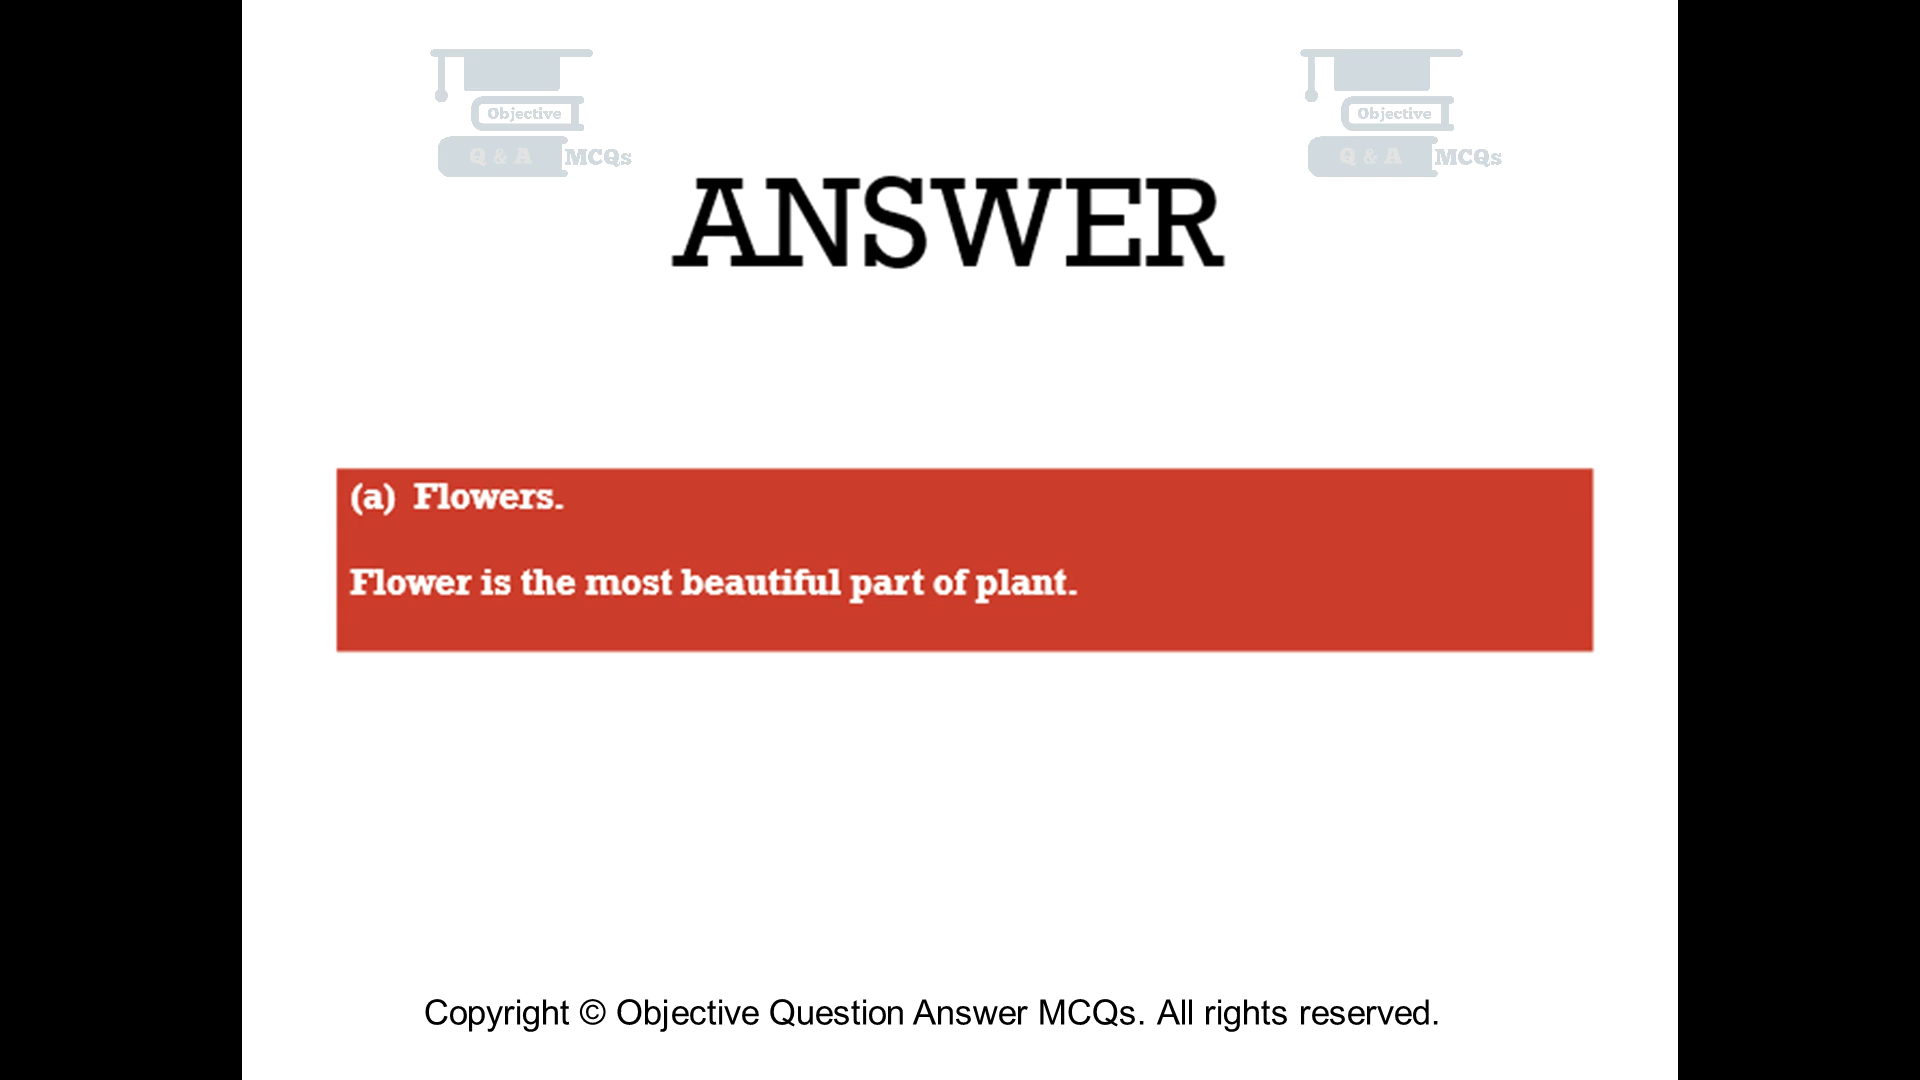 Objective
Q & A MCQs
Objective
Q & A MCQs
ANSWER
(a) Flowers.
Flower is the most beautiful part of plant.
Copyright © Objective Question Answer MCQs. All rights reserved.